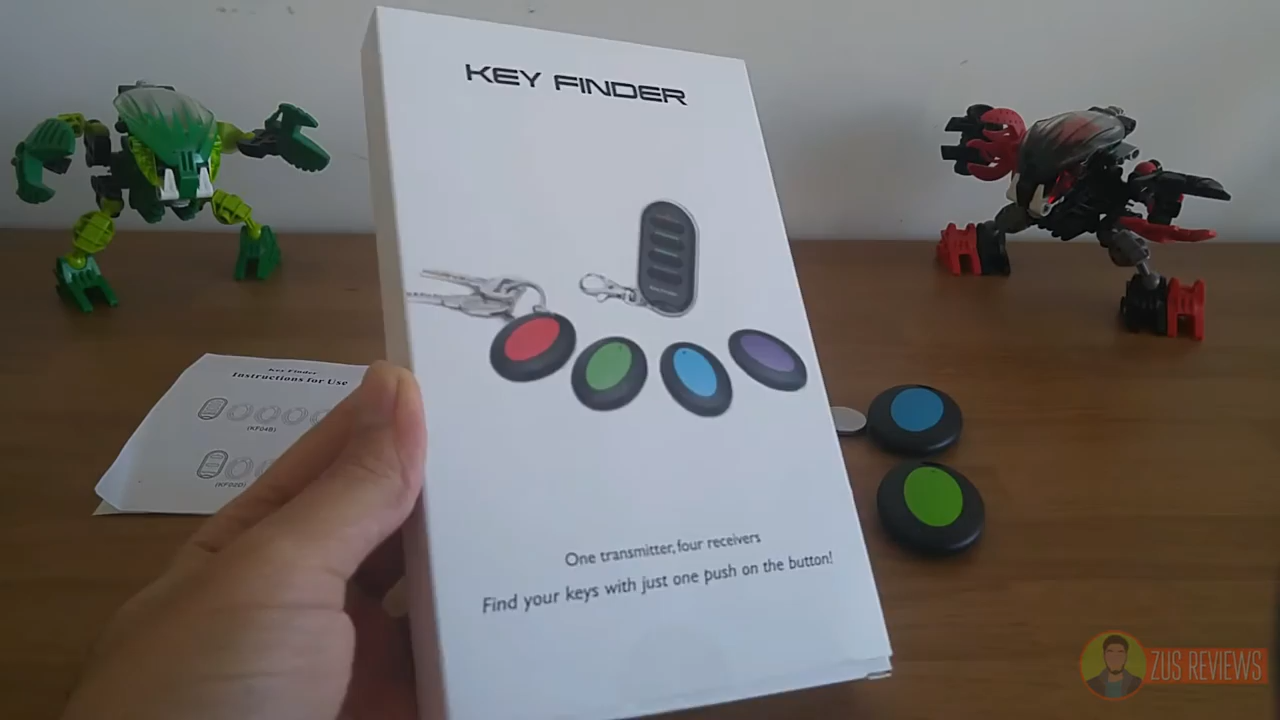 KEY FINDER
One transmitter, four receivers
Find your keys with just one push on the button!
Key Finder
Instructions for Use
(KF04B)
ZUS REVIEWS